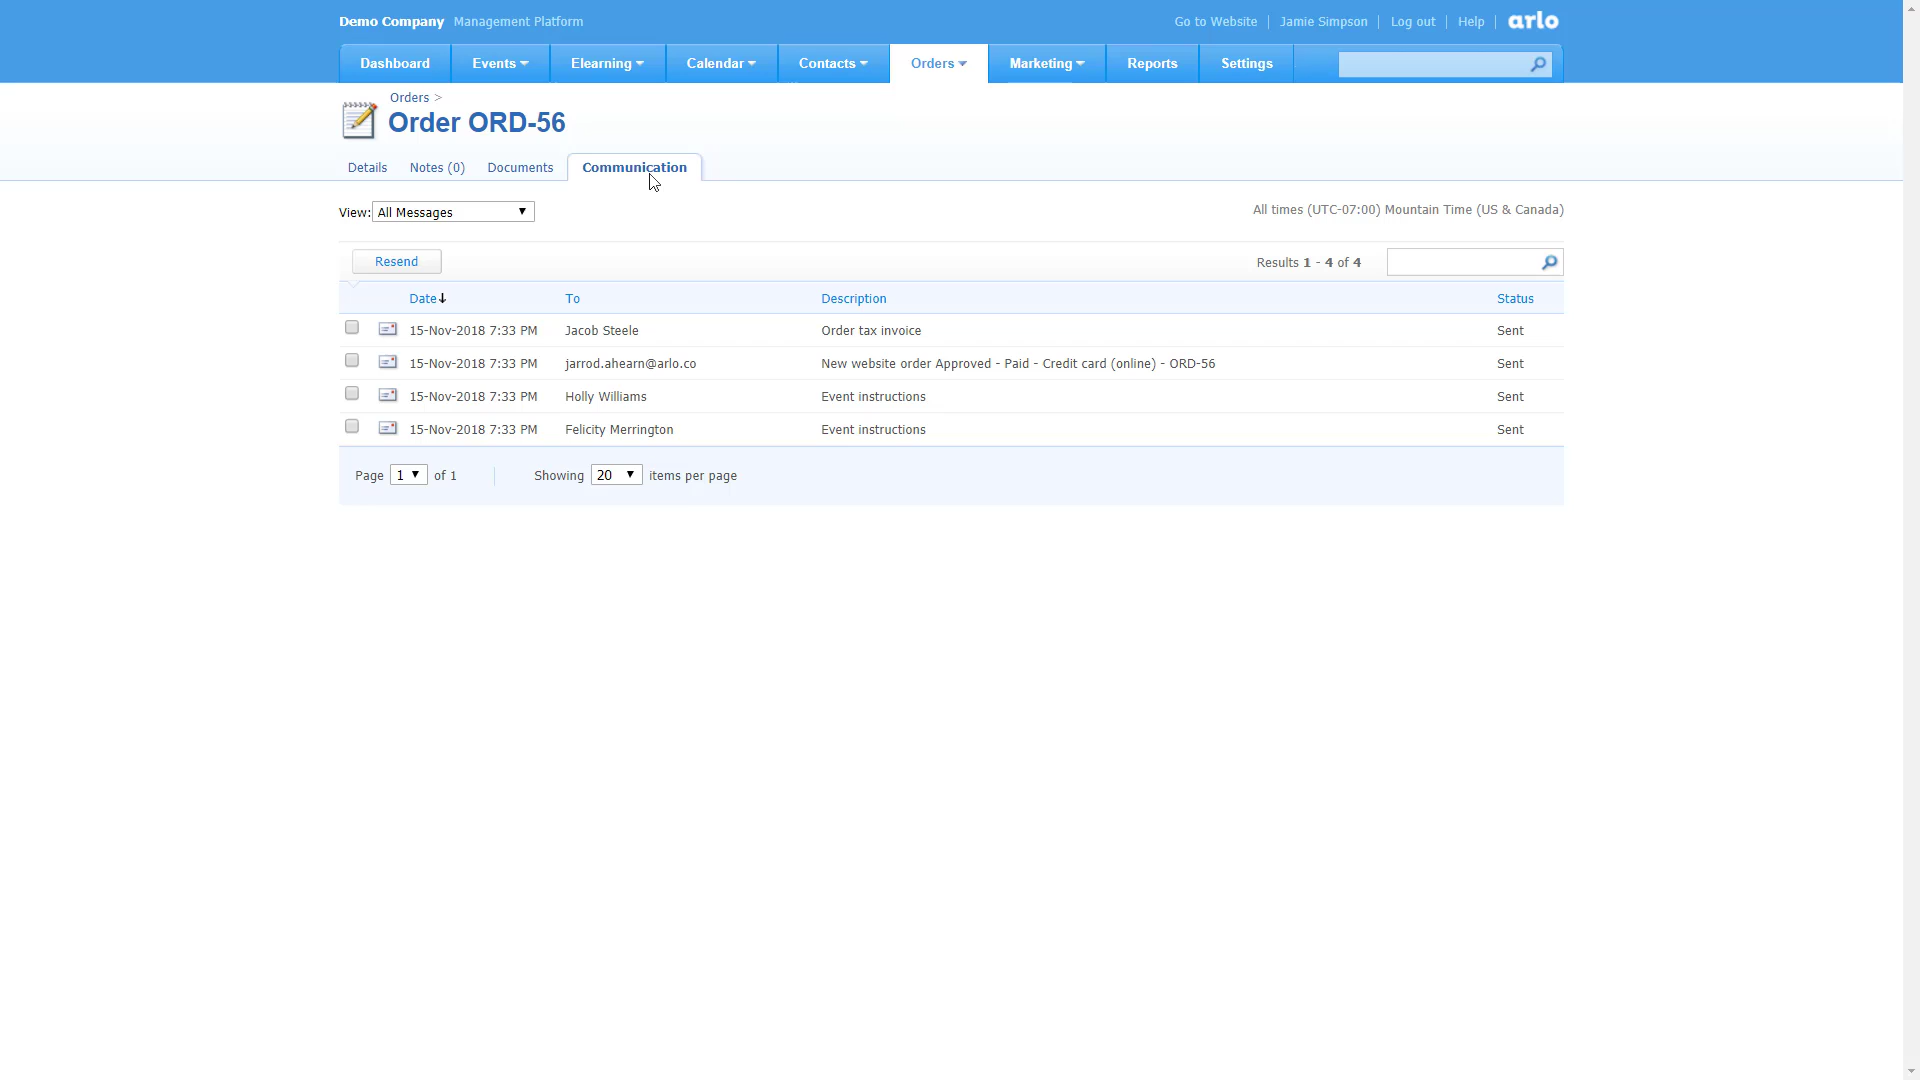 Demo Company Management Platform Go to Website Jamie Simpson Log out Help arlo
Dashboard Events Elearning Calendar Contacts Orders Marketing Reports Settings
Orders >
Order ORD-56
Details Notes (0) Documents Communication
View: All Messages All times (UTC-07:00) Mountain Time (US & Canada)
Resend Results 1 - 4 of 4
Date To Description Status
15-Nov-2018 7:33 PM Jacob Steele Order tax invoice Sent
15-Nov-2018 7:33 PM jarrod.ahearn@arlo.co New website order Approved - Paid - Credit card (online) - ORD-56 Sent
15-Nov-2018 7:33 PM Holly Williams Event instructions Sent
15-Nov-2018 7:33 PM Felicity Merrington Event instructions Sent
Page 1 of 1 Showing 20 items per page